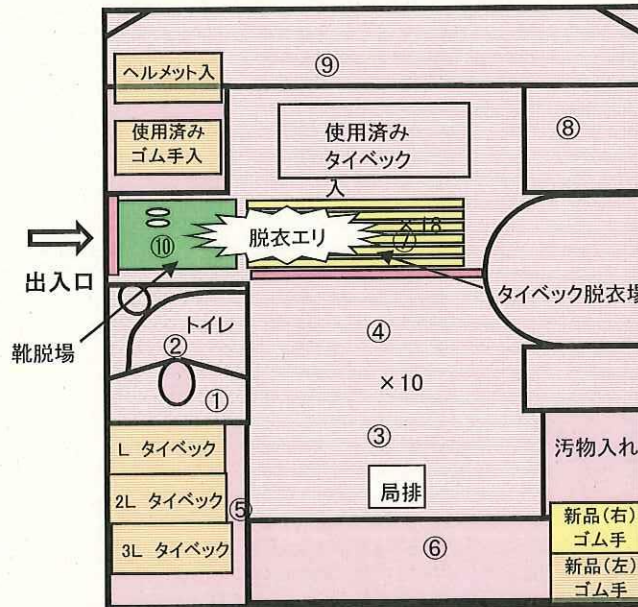 ⑨
ヘルメット入
使用済み
ゴム手入
使用済み
タイベック
入
⑧
⑩
脱衣エリ
⑦
×18
出入口
タイベック脱衣場
靴脱場
トイレ
②
①
④
×10
③
局排
L タイベック
2L タイベック
3L タイベック
⑤
⑥
汚物入れ
新品(右)
ゴム手
新品(左)
ゴム手